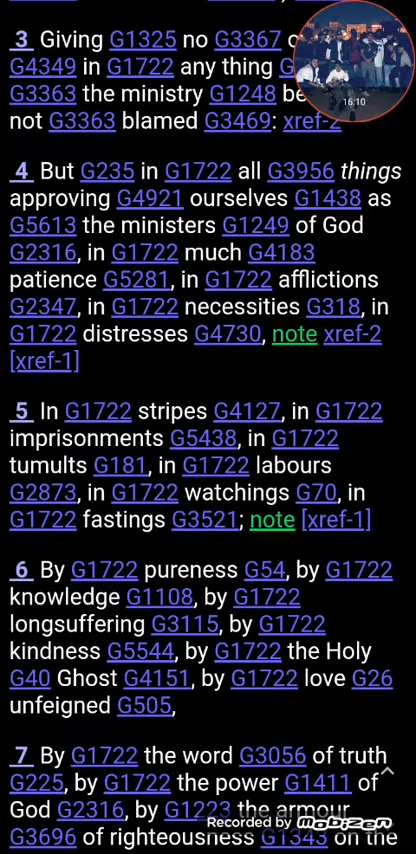 3 Giving G1325 no G3367
G4349 in G1722 any thing
G3363 the ministry G1248 be
not G3363 blamed G3469: xref-2
16:10
4 But G235 in G1722 all G3956 things
approving G4921 ourselves G1438 as
G5613 the ministers G1249 of God
G2316, in G1722 much G4183
patience G5281, in G1722 afflictions
G2347, in G1722 necessities G318, in
G1722 distresses G4730, note xref-2
[xref-1]
5 In G1722 stripes G4127, in G1722
imprisonments G5438, in G1722
tumults G181, in G1722 labours
G2873, in G1722 watchings G70, in
G1722 fastings G3521; note [xref-1]
6 By G1722 pureness G54, by G1722
knowledge G1108, by G1722
longsuffering G3115, by G1722
kindness G5544, by G1722 the Holy
G40 Ghost G4151, by G1722 love G26
unfeigned G505,
7 By G1722 the word G3056 of truth
G225, by G1722 the power G1411 of
God G2316, by G1223 the armour
Recorded by MOBIZEN
G3696 of righteousness G1343 on the